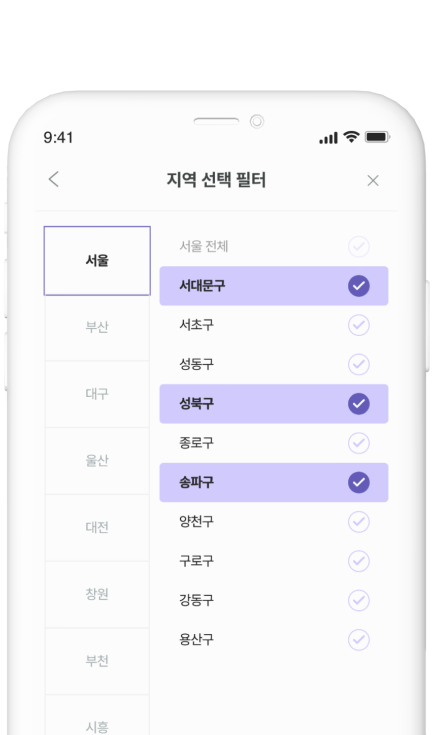 9:41
지역 선택 필터
서울
부산
대구
울산
대전
창원
부천
시흥
서울 전체
서대문구
서초구
성동구
성북구
종로구
송파구
양천구
구로구
강동구
용산구